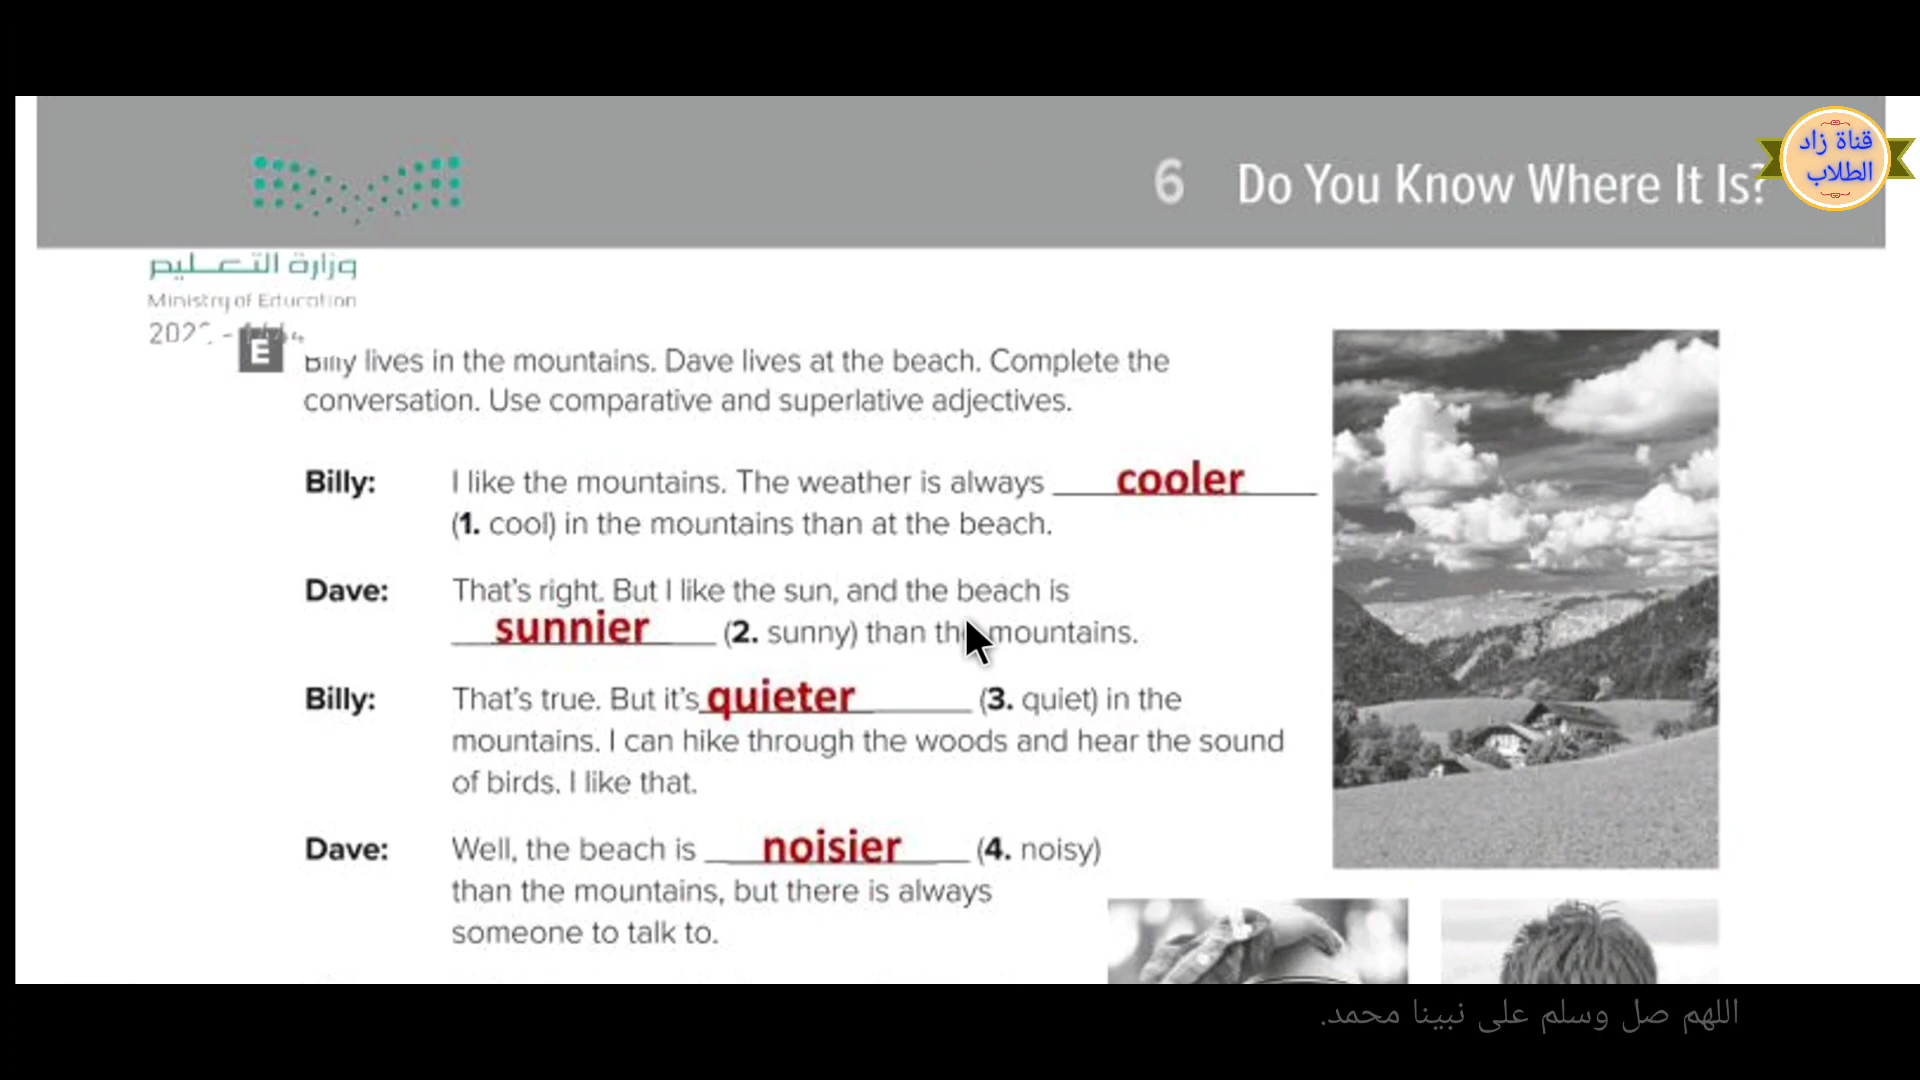 6 Do You Know Where It Is?
قناة زاد
الطلاب
وزارة التعليم
Ministry of Education
E Billy lives in the mountains. Dave lives at the beach. Complete the
conversation. Use comparative and superlative adjectives.
Billy: I like the mountains. The weather is always cooler
(1. cool) in the mountains than at the beach.
Dave: That's right. But I like the sun, and the beach is
sunnier (2. sunny) than the mountains.
Billy: That's true. But it's quieter (3. quiet) in the
mountains. I can hike through the woods and hear the sound
of birds. I like that.
Dave: Well, the beach is noisier (4. noisy)
than the mountains, but there is always
someone to talk to.
اللهم صل وسلم على نبينا محمد.